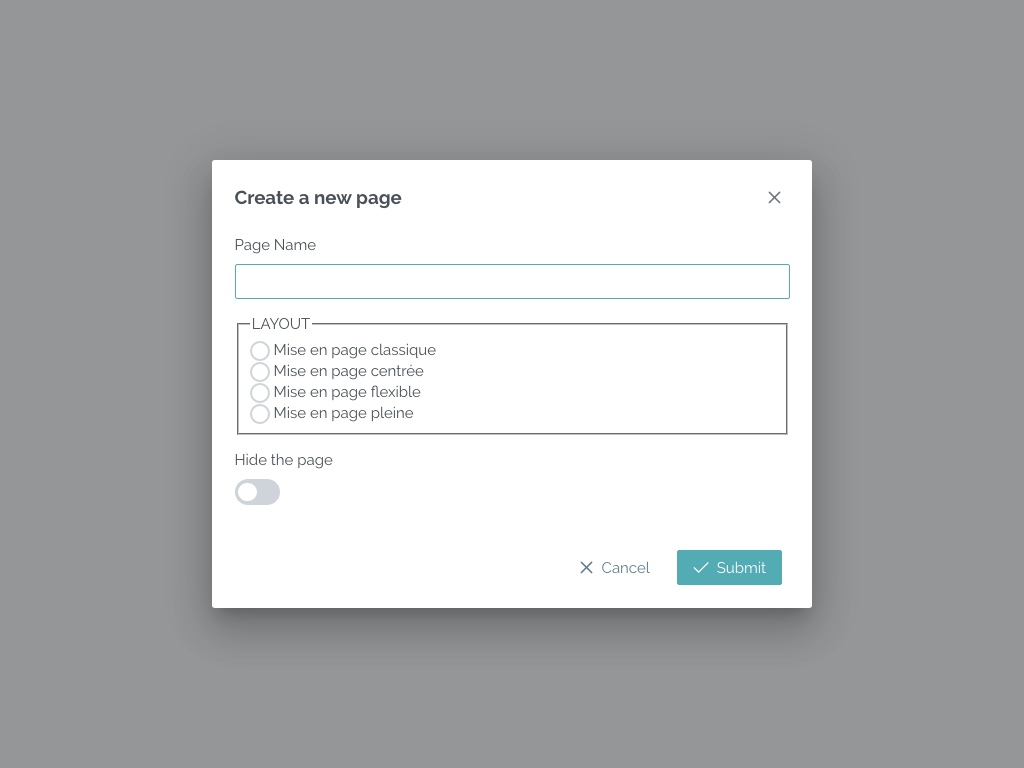 Create a new page
Page Name
LAYOUT
Mise en page classique
Mise en page centrée
Mise en page flexible
Mise en page pleine
Hide the page
Cancel
Submit